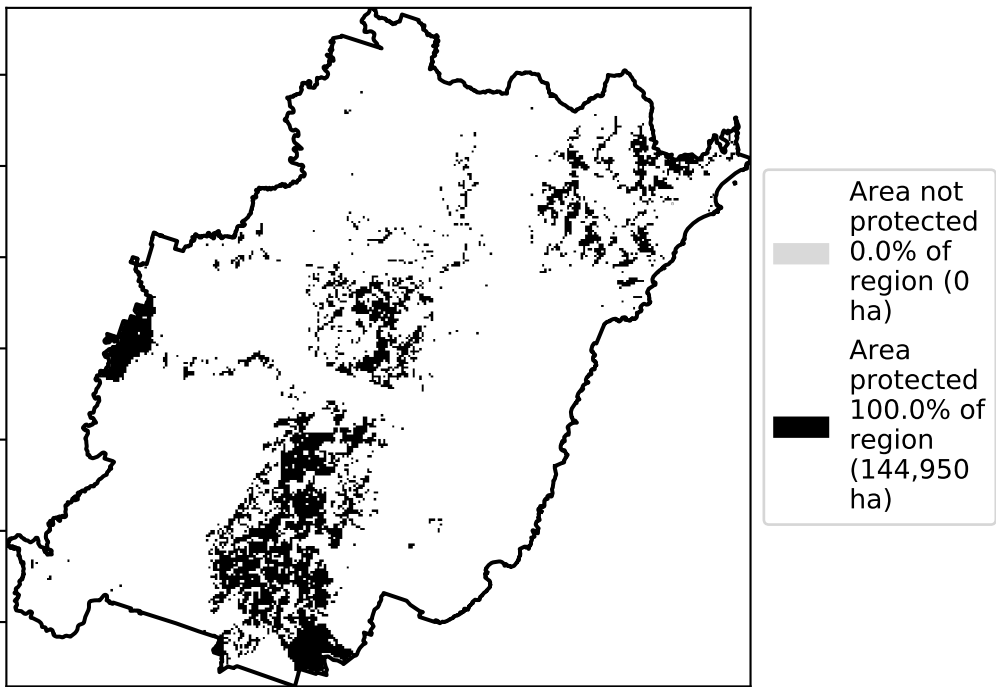 Area not
protected
0.0% of
region (0
ha)
Area
protected
100.0% of
region
(144,950
ha)